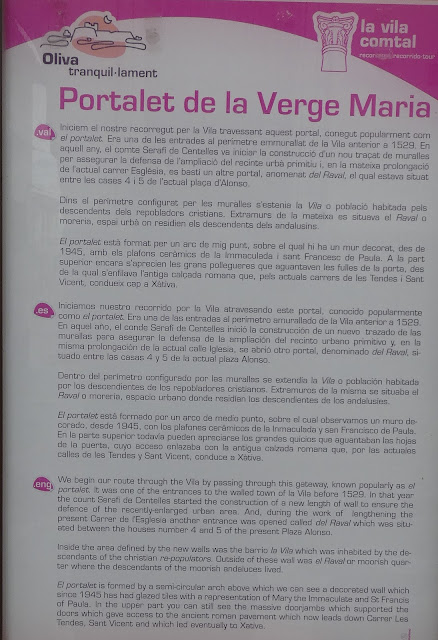 Oliva
tranquil·lament
la vila
comtal
recorregut/recorrido-tour
Portalet de la Verge Maria
.val
Iniciem el nostre recorregut per la Vila travessant aquest portal, conegut popularment com
el portalet. Era una de les entrades al perímetre emmurallat de la Vila anterior a 1529. En
aquell any, el comte Serafí de Centelles va iniciar la construcció d'un nou traçat de muralles
per assegurar la defensa de l'ampliació del recinte urbà primitiu i, en la mateixa prolongació
de l'actual carrer Església, es bastí un altre portal, anomenat del Raval, el qual estava situat
entre les cases 4 i 5 de l'actual plaça d'Alonso.
Dins el perímetre configurat per les muralles s'estenia la Vila o població habitada pels
descendents dels repobladors cristians. Extramurs de la mateixa es situava el Raval o
moreria, espai urbà on residien els descendents dels andalusins.
El portalet està format per un arc de mig punt, sobre el qual hi ha un mur decorat, des de
1945, amb els plafons ceràmics de la Immaculada i sant Francesc de Paula. A la part
superior encara s'aprecien les grans pollegueres que aguantaven les fulles de la porta, des
de la qual s'enfilava l'antiga calçada romana que, pels actuals carrers de les Tendes i Sant
Vicent, condueix cap a Xàtiva.
.es
Iniciamos nuestro recorrido por la Vila atravesando este portal, conocido popularmente
como el portalet. Era una de las entradas al perímetro amurallado de la Vila anterior a 1529.
En aquel año, el conde Serafí de Centelles inició la construcción de un nuevo trazado de las
murallas para asegurar la defensa de la ampliación del recinto urbano primitivo y, en la
misma prolongación de la actual calle Iglesia, se abrió otro portal, denominado del Raval, si-
tuado entre las casas 4 y 5 de la actual plaza Alonso.
Dentro del perímetro configurado por las murallas se extendía la Vila o población habitada
por los descendientes de los repobladores cristianos. Extramuros de la misma se situaba el
Raval o moreria, espacio urbano donde residían los descendientes de los andalusíes.
El portalet está formado por un arco de medio punto, sobre el cual observamos un muro de-
corado, desde 1945, con los plafones cerámicos de la Inmaculada y san Francisco de Paula.
En la parte superior todavía pueden apreciarse los grandes quicios que aguantaban las hojas
de la puerta, cuyo acceso enlazaba con la antigua calzada romana que, por las actuales
calles de les Tendes y Sant Vicent, conduce a Xàtiva.
.eng
We begin our route through the Vila by passing through this gateway, known popularly as el
portalet. It was one of the entrances to the walled town of la Vila before 1529. In that year
the count Serafí de Centelles started the construction of a new length of wall to ensure the
defence of the recently-enlarged urban area. And, during the work of lengthening the
present Carrer de l'Església another entrance was opened called del Raval which was situ-
ated between the houses number 4 and 5 of the present Plaza Alonso.
Inside the area defined by the new walls was the barrio la Vila which was inhabited by the de-
scendants of the christian re-populators. Outside of these wall was el Raval or moorish quar-
ter where the descendants of the moorish andaluces lived.
El portalet is formed by a semi-circular arch above which we can see a decorated wall which
since 1945 has had glazed tiles with a representation of Mary the Immaculate and St Francis
of Paula. In the upper part you can still see the massive doorjambs which supported the
doors which gave access to the ancient roman pavement which now leads down Carrer Les
Tendes, Sant Vicent and which led eventually to Xativa.